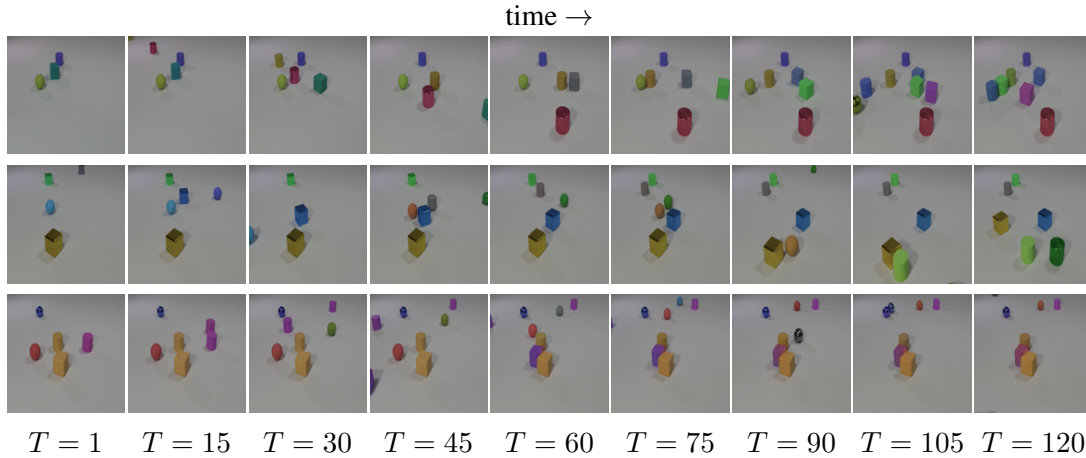 time →
T = 1 T = 15 T = 30 T = 45 T = 60 T = 75 T = 90 T = 105 T = 120